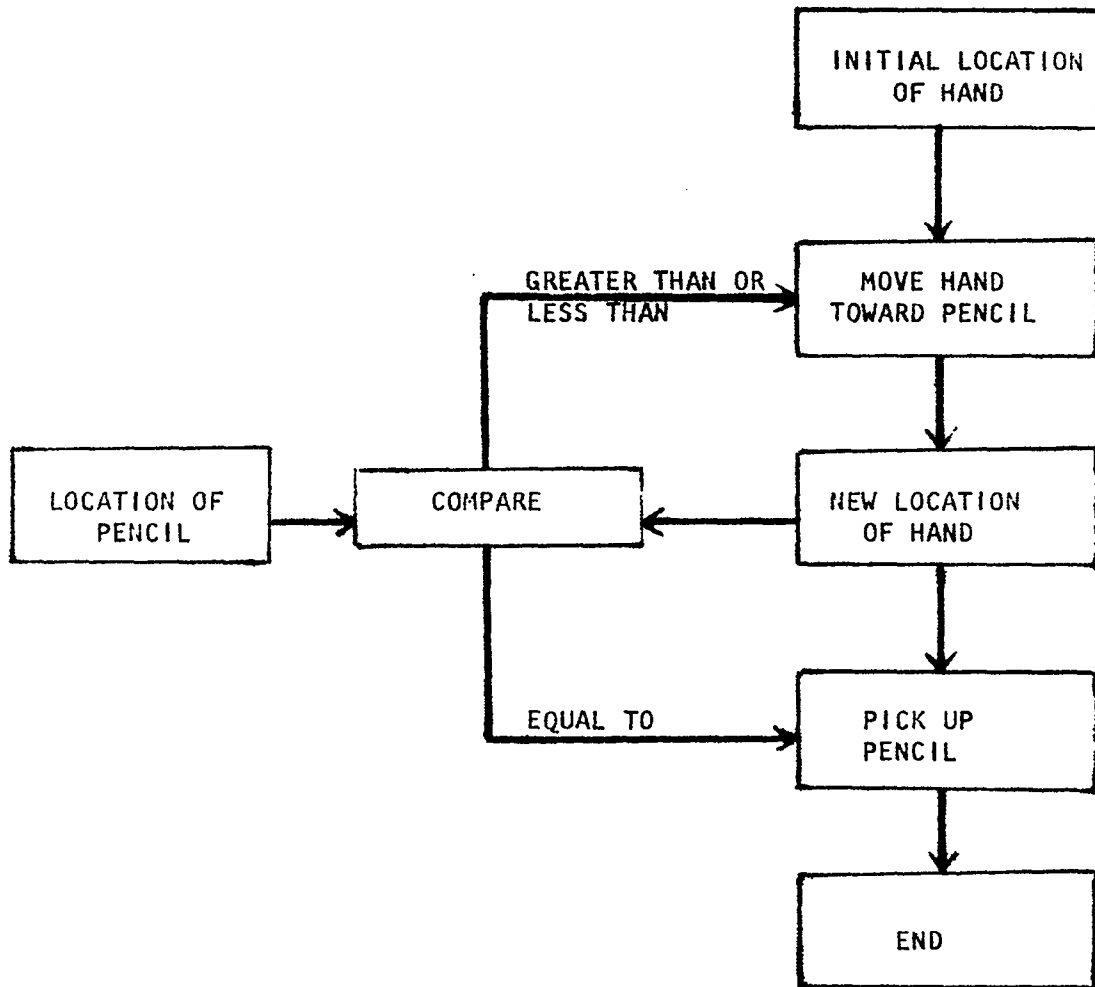 INITIAL LOCATION
OF HAND
GREATER THAN OR
LESS THAN
MOVE HAND
TOWARD PENCIL
LOCATION OF
PENCIL
COMPARE
NEW LOCATION
OF HAND
EQUAL TO
PICK UP
PENCIL
END